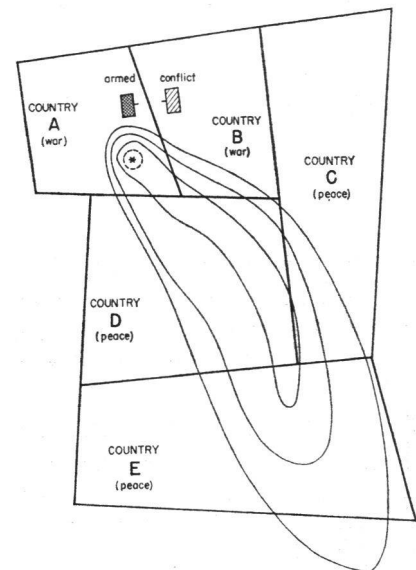 armed
conflict
COUNTRY
A
(war)
COUNTRY
B
(war)
COUNTRY
C
(peace)
COUNTRY
D
(peace)
COUNTRY
E
(peace)